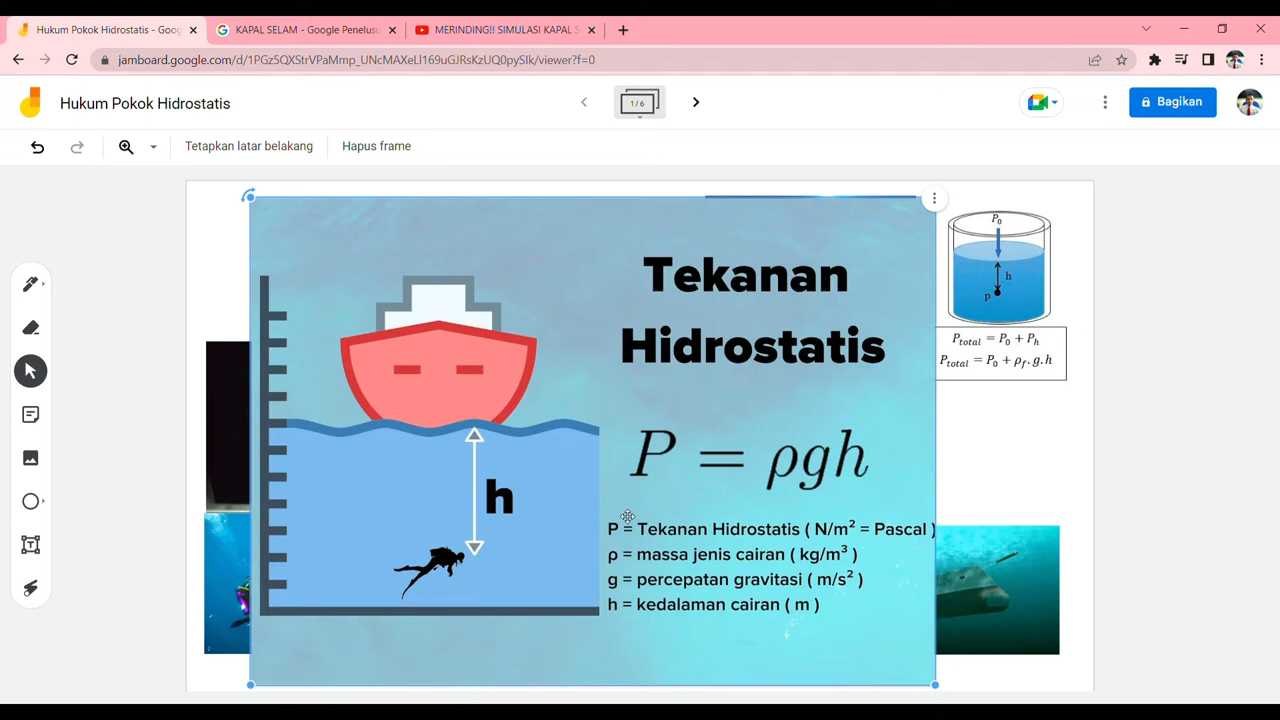 Hukum Pokok Hidrostatis - Goog
KAPAL SELAM - Google Penelusu
MERINDING!! SIMULASI KAPAL S
jamboard.google.com/d/1PGz5QXStrVPaMmp_UNcMAXeLl169uGJRsKzUQ0pySIk/viewer?f=0
Hukum Pokok Hidrostatis
1/6
Bagikan
Tetapkan latar belakang
Hapus frame
Tekanan
Hidrostatis
P = ρgh
h
P = Tekanan Hidrostatis ( N/m² = Pascal )
ρ = massa jenis cairan ( kg/m³ )
g = percepatan gravitasi ( m/s² )
h = kedalaman cairan ( m )
P₀
h
p
P_total = P₀ + P_h
P_total = P₀ + ρ_f . g . h